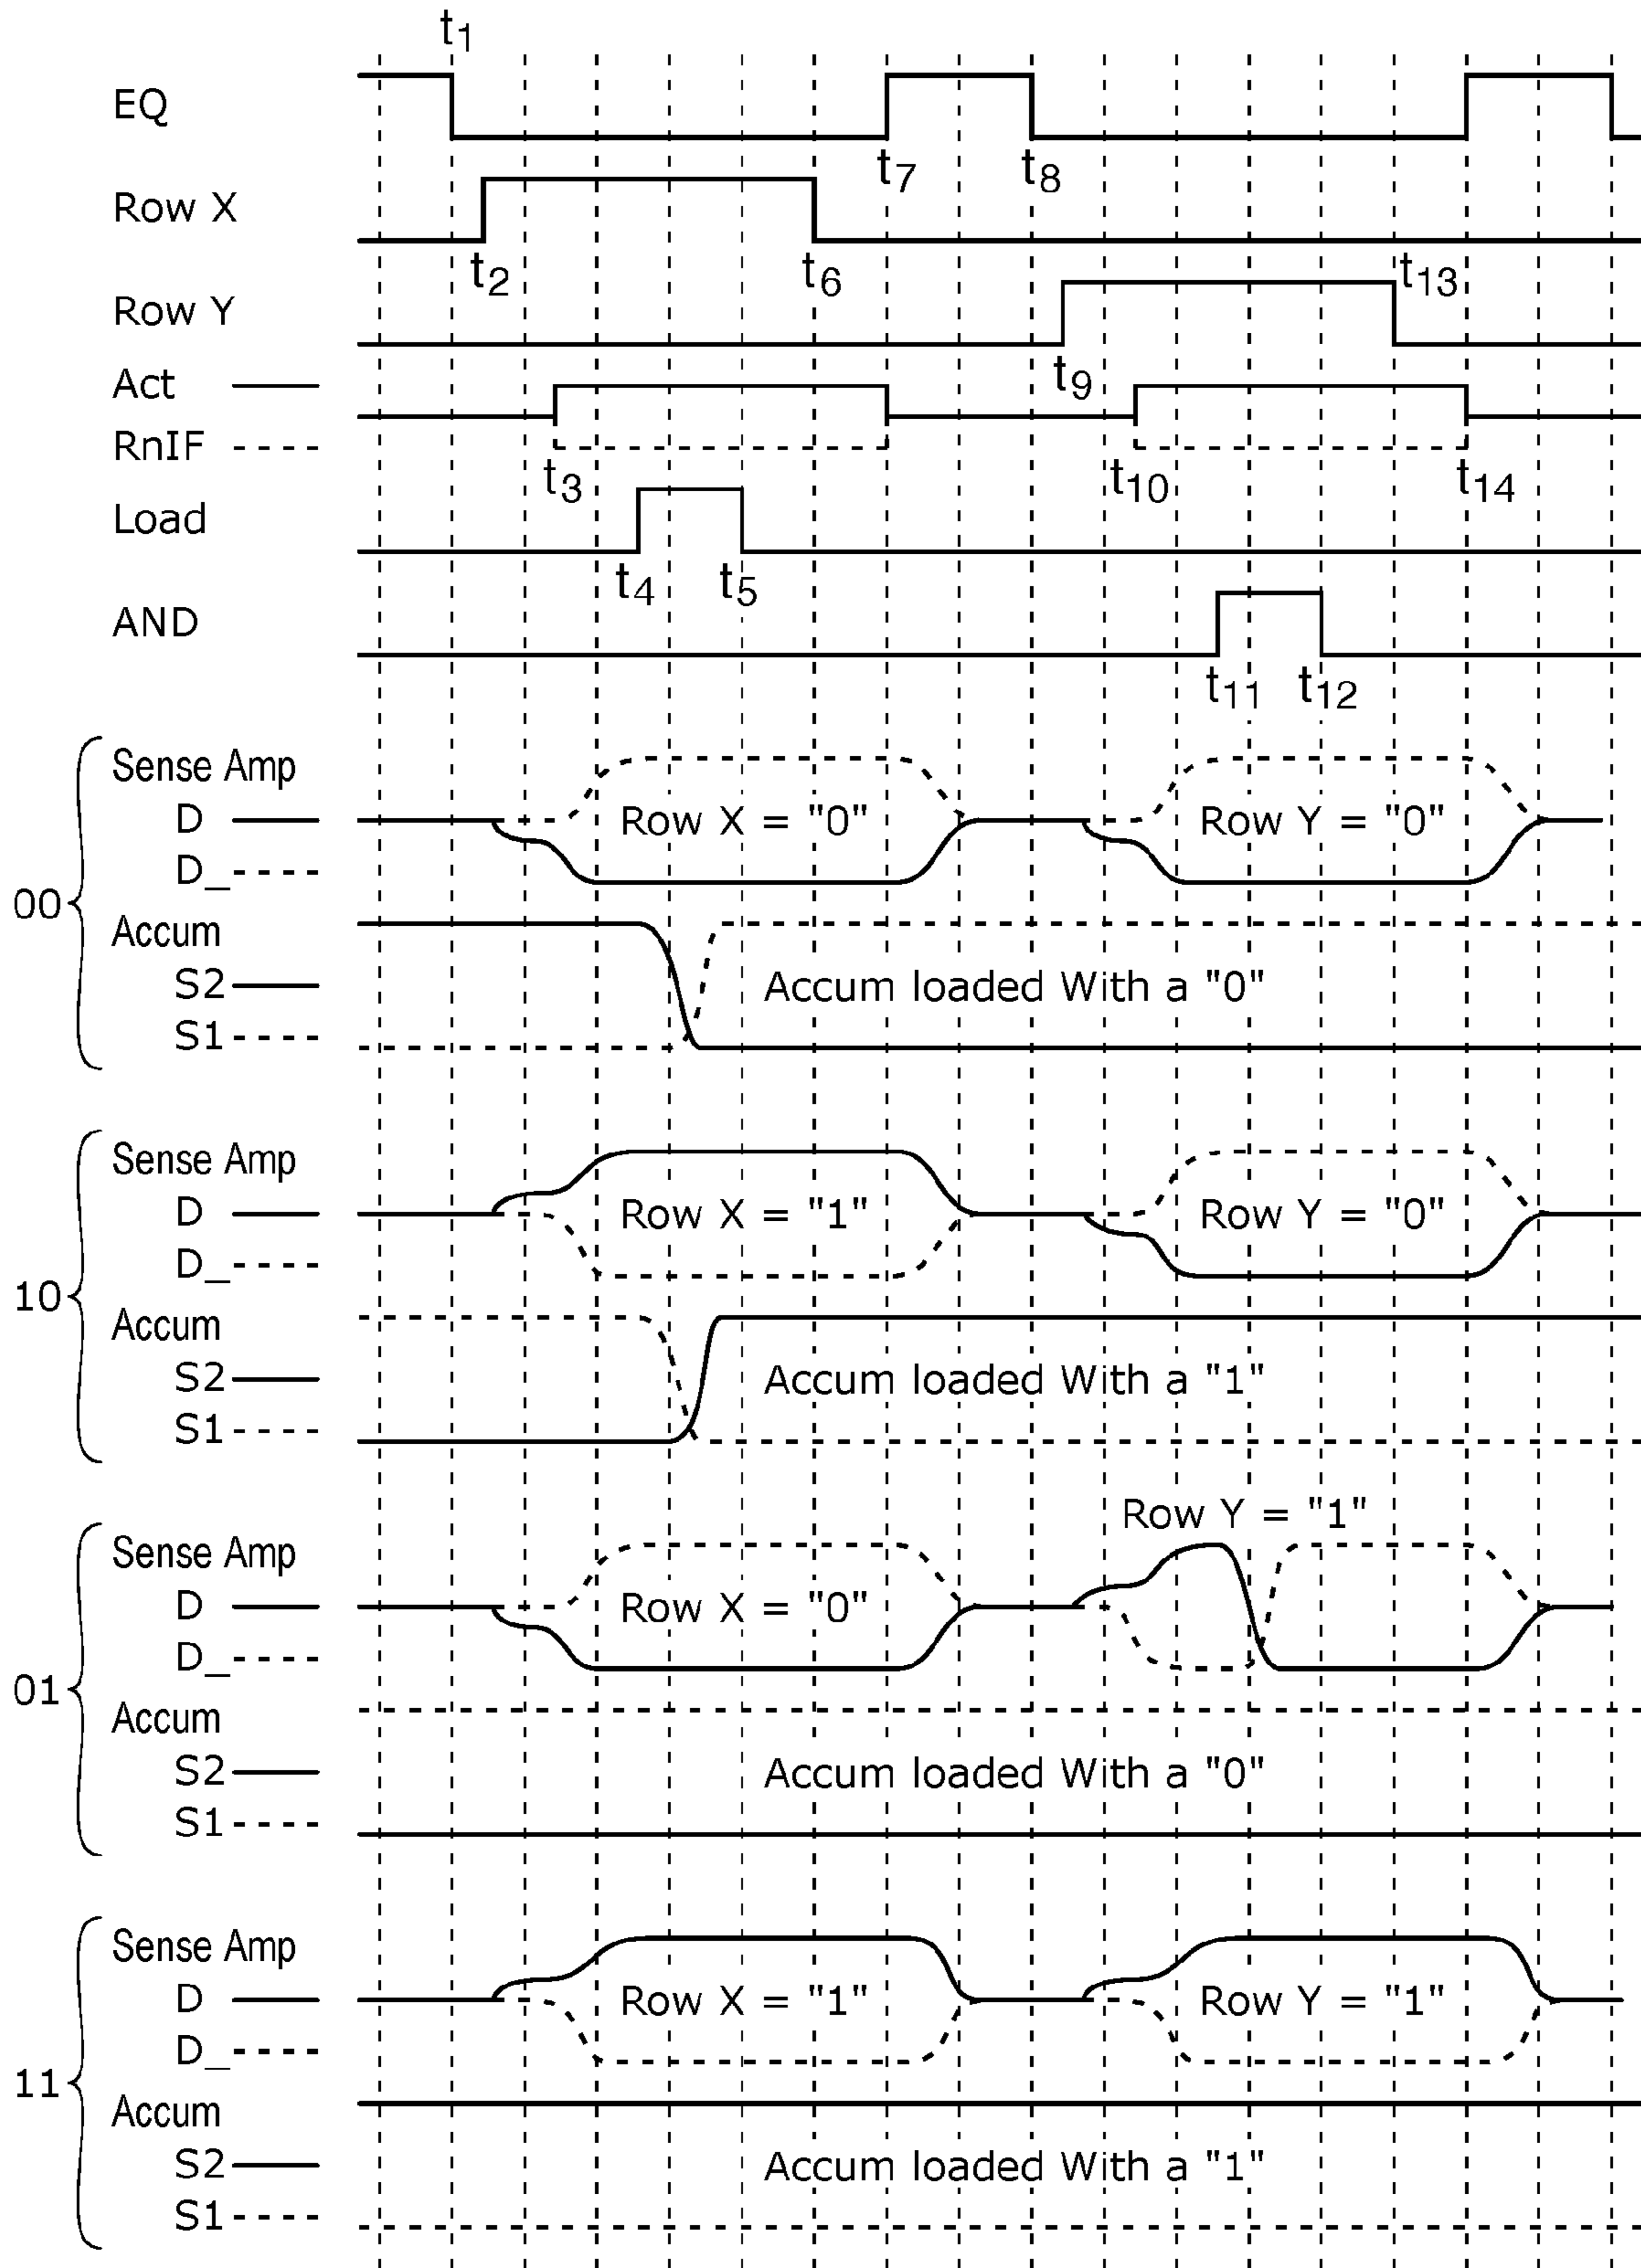 t1
EQ
t7 t8
Row X
t2 t6 t13
Row Y
Act t9
RnIF
t3 t10 t14
Load
t4 t5
AND
t11 t12
Sense Amp
D Row X = "0" Row Y = "0"
D_
00
Accum
S2 Accum loaded With a "0"
S1
Sense Amp
D Row X = "1" Row Y = "0"
D_
10
Accum
S2 Accum loaded With a "1"
S1
Row Y = "1"
Sense Amp
D Row X = "0"
D_
01
Accum
S2 Accum loaded With a "0"
S1
Sense Amp
D Row X = "1" Row Y = "1"
D_
11
Accum
S2 Accum loaded With a "1"
S1